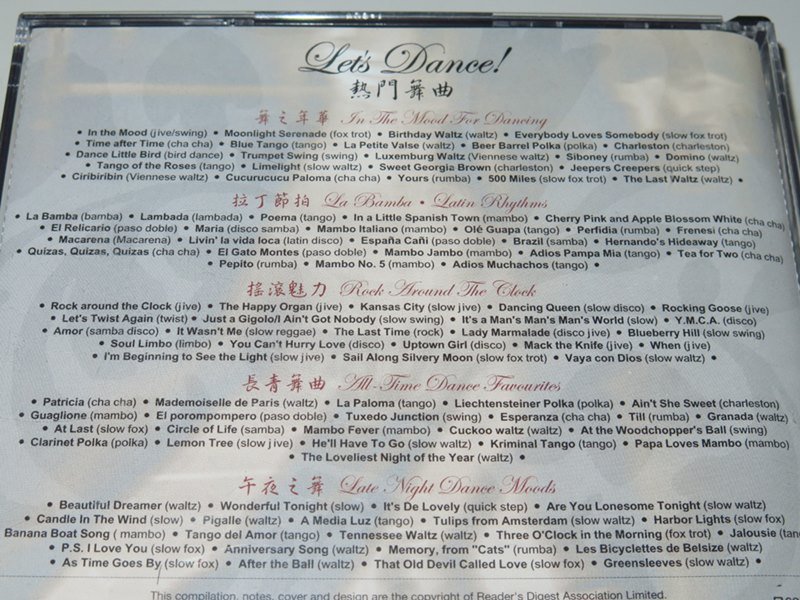 Let's Dance!
熱門舞曲
舞之年華 In The Mood For Dancing
• In the Mood (jive/swing) • Moonlight Serenade (fox trot) • Birthday Waltz (waltz) • Everybody Loves Somebody (slow fox trot)
• Time after Time (cha cha) • Blue Tango (tango) • La Petite Valse (waltz) • Beer Barrel Polka (polka) • Charleston (charleston)
• Dance Little Bird (bird dance) • Trumpet Swing (swing) • Luxemburg Waltz (Viennese waltz) • Siboney (rumba) • Domino (waltz)
• Tango of the Roses (tango) • Limelight (slow waltz) • Sweet Georgia Brown (charleston) • Jeepers Creepers (quick step)
• Ciribiribin (Viennese waltz) • Cucurucucu Paloma (cha cha) • Yours (rumba) • 500 Miles (slow fox trot) • The Last Waltz (waltz) •
拉丁節拍 La Bamba • Latin Rhythms
• La Bamba (bamba) • Lambada (lambada) • Poema (tango) • In a Little Spanish Town (mambo) • Cherry Pink and Apple Blossom White (cha cha)
• El Relicario (paso doble) • Maria (disco samba) • Mambo Italiano (mambo) • Olé Guapa (tango) • Perfidia (rumba) • Frenesi (cha cha)
• Macarena (Macarena) • Livin' la vida loca (latin disco) • España Cañi (paso doble) • Brazil (samba) • Hernando's Hideaway (tango)
• Quizas, Quizas, Quizas (cha cha) • El Gato Montes (paso doble) • Mambo Jambo (mambo) • Adios Pampa Mia (tango) • Tea for Two (cha cha)
• Pepito (rumba) • Mambo No. 5 (mambo) • Adios Muchachos (tango) •
搖滾魅力 Rock Around The Clock
• Rock around the Clock (jive) • The Happy Organ (jive) • Kansas City (slow jive) • Dancing Queen (slow disco) • Rocking Goose (jive)
• Let's Twist Again (twist) • Just a Gigolo/I Ain't Got Nobody (slow swing) • It's a Man's Man's Man's World (slow) • Y.M.C.A. (disco)
• Amor (samba disco) • It Wasn't Me (slow reggae) • The Last Time (rock) • Lady Marmalade (disco jive) • Blueberry Hill (slow swing)
• Soul Limbo (limbo) • You Can't Hurry Love (disco) • Uptown Girl (disco) • Mack the Knife (jive) • When (jive)
• I'm Beginning to See the Light (slow jive) • Sail Along Silvery Moon (slow fox trot) • Vaya con Dios (slow waltz) •
長青舞曲 All-Time Dance Favourites
• Patricia (cha cha) • Mademoiselle de Paris (waltz) • La Paloma (tango) • Liechtensteiner Polka (polka) • Ain't She Sweet (charleston)
• Guaglione (mambo) • El porompompero (paso doble) • Tuxedo Junction (swing) • Esperanza (cha cha) • Till (rumba) • Granada (waltz)
• At Last (slow fox) • Circle of Life (samba) • Mambo Fever (mambo) • Cuckoo waltz (waltz) • At the Woodchopper's Ball (swing)
• Clarinet Polka (polka) • Lemon Tree (slow jive) • He'll Have To Go (slow waltz) • Kriminal Tango (tango) • Papa Loves Mambo (mambo)
• The Loveliest Night of the Year (waltz) •
午夜之舞 Late Night Dance Moods
• Beautiful Dreamer (waltz) • Wonderful Tonight (slow) • It's De Lovely (quick step) • Are You Lonesome Tonight (slow waltz)
• Candle In The Wind (slow) • Pigalle (waltz) • A Media Luz (tango) • Tulips from Amsterdam (slow waltz) • Harbor Lights (slow fox)
Banana Boat Song ( mambo) • Tango del Amor (tango) • Tennessee Waltz (waltz) • Three O'Clock in the Morning (fox trot) • Jalousie (tan
• P.S. I Love You (slow fox) • Anniversary Song (waltz) • Memory, from "Cats" (rumba) • Les Bicyclettes de Belsize (waltz)
• As Time Goes By (slow fox) • After the Ball (waltz) • That Old Devil Called Love (slow fox) • Greensleeves (slow waltz) •
This compilation, notes, cover and design are the copyright of Reader's Digest Association Limited.